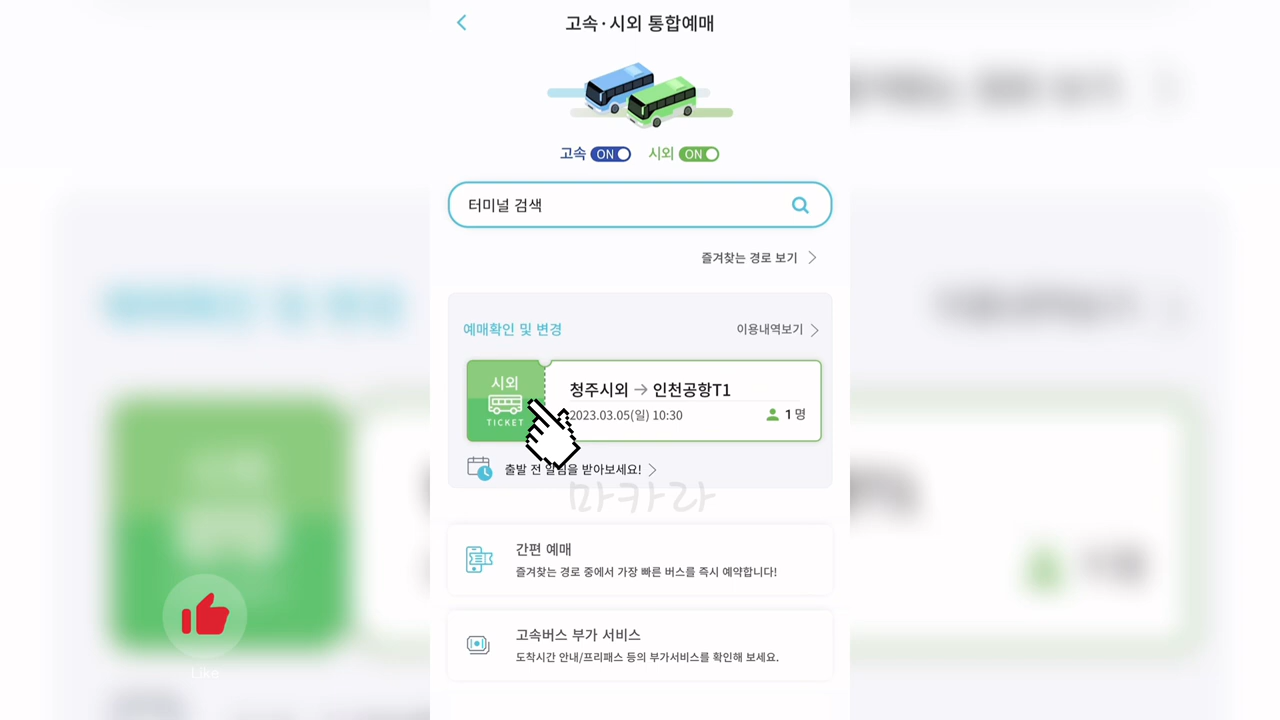 고속·시외 통합예매
고속 ON 시외 ON
터미널 검색
즐겨찾는 경로 보기
예매확인 및 변경
이용내역보기
시외
TICKET
청주시외 → 인천공항T1
2023.03.05(일) 10:30
1 명
출발 전 알림을 받아보세요!
마카라
간편 예매
즐겨찾는 경로 중에서 가장 빠른 버스를 즉시 예약합니다!
고속버스 부가 서비스
도착시간 안내/프리패스 등의 부가서비스를 확인해 보세요.
Like